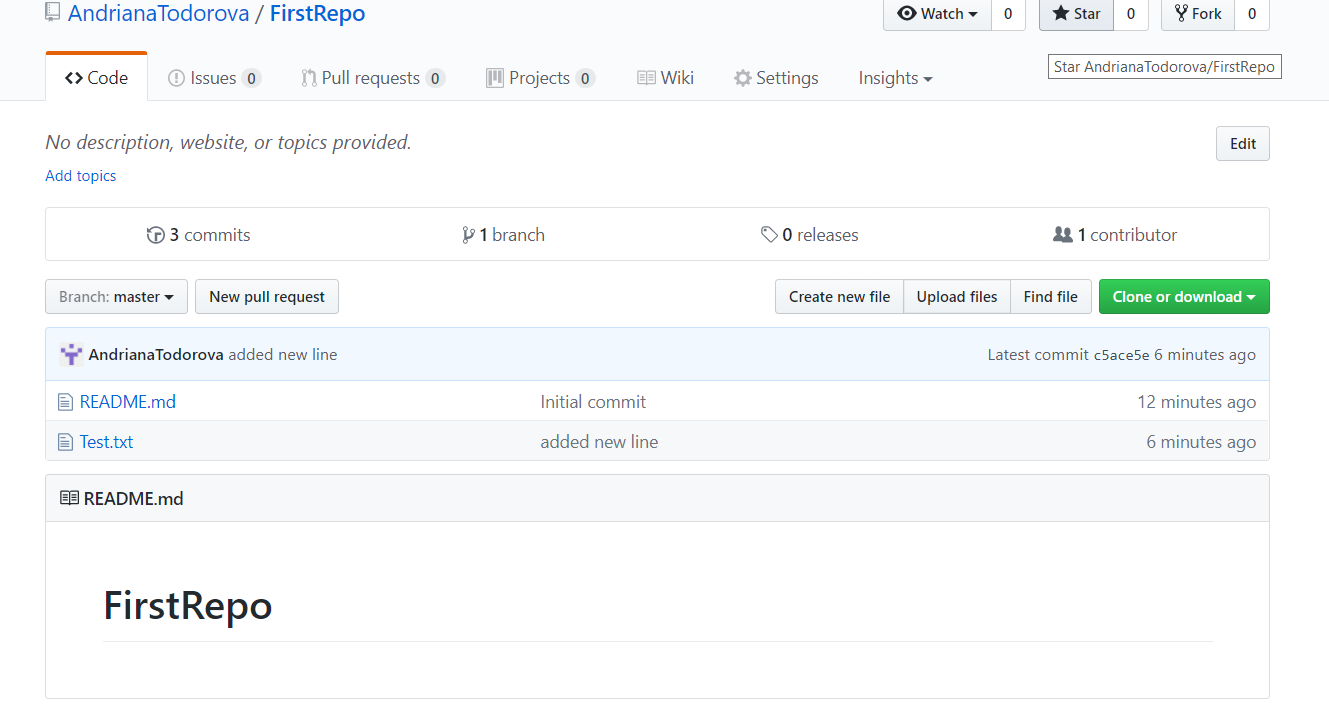 AndrianaTodorova / FirstRepo
Watch 0 Star 0 Fork 0
Code Issues 0 Pull requests 0 Projects 0 Wiki Settings Insights
Star AndrianaTodorova/FirstRepo
No description, website, or topics provided.
Edit
Add topics
3 commits 1 branch 0 releases 1 contributor
Branch: master New pull request Create new file Upload files Find file Clone or download
AndrianaTodorova added new line Latest commit c5ace5e 6 minutes ago
README.md Initial commit 12 minutes ago
Test.txt added new line 6 minutes ago
README.md
FirstRepo